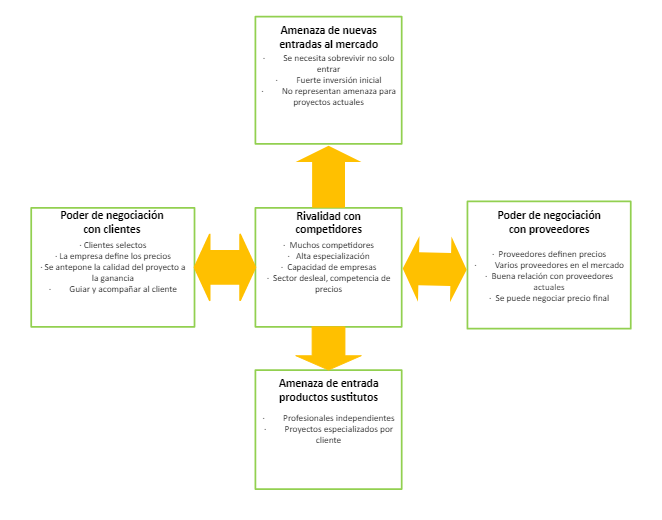 Amenaza de nuevas
entradas al mercado
· Se necesita sobrevivir no solo
entrar
· Fuerte inversión inicial
· No representan amenaza para
proyectos actuales
Poder de negociación
con clientes
· Clientes selectos
· La empresa define los precios
· Se antepone la calidad del proyecto a
la ganancia
· Guiar y acompañar al cliente
Rivalidad con
competidores
· Muchos competidores
· Alta especialización
· Capacidad de empresas
· Sector desleal, competencia de
precios
Poder de negociación
con proveedores
· Proveedores definen precios
· Varios proveedores en el mercado
· Buena relación con proveedores
actuales
· Se puede negociar precio final
Amenaza de entrada
productos sustitutos
· Profesionales independientes
· Proyectos especializados por
cliente